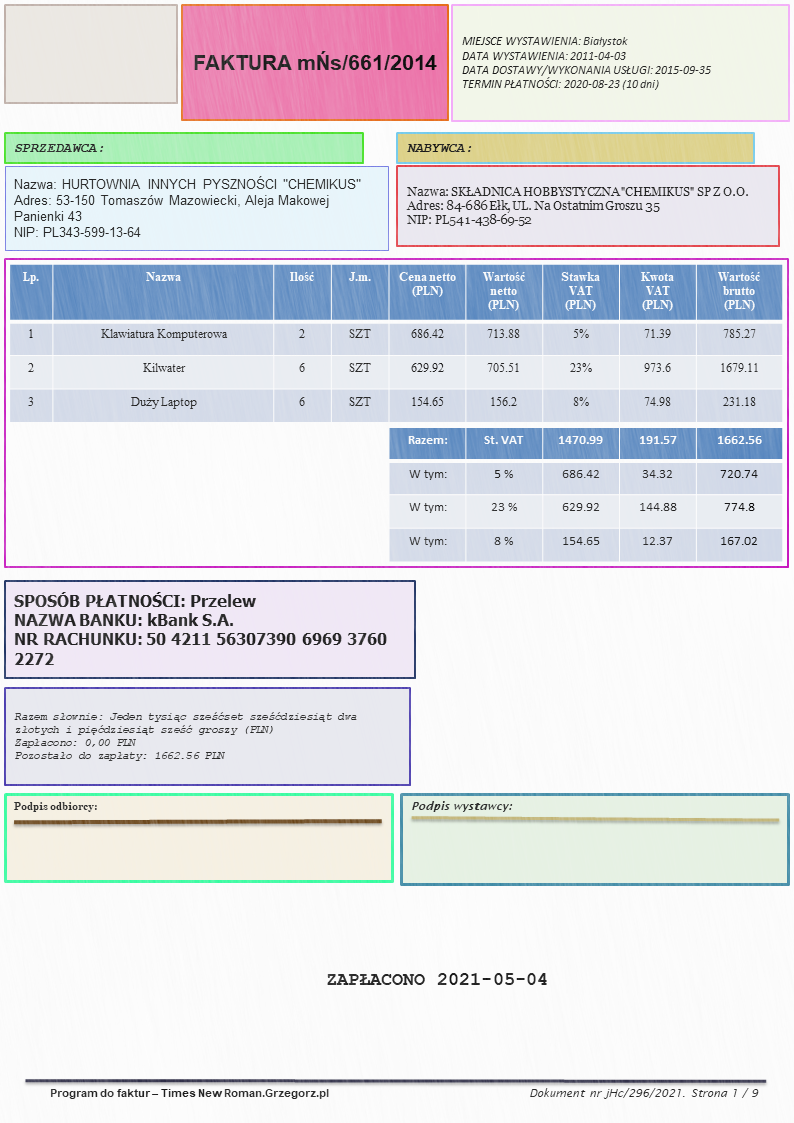 FAKTURA mŃs/661/2014
MIEJSCE WYSTAWIENIA: Białystok
DATA WYSTAWIENIA: 2011-04-03
DATA DOSTAWY/WYKONANIA USŁUGI: 2015-09-35
TERMIN PŁATNOŚCI: 2020-08-23 (10 dni)
SPRZEDAWCA:
Nazwa: HURTOWNIA INNYCH PYSZNOŚCI "CHEMIKUS"
Adres: 53-150 Tomaszów Mazowiecki, Aleja Makowej
Panienki 43
NIP: PL343-599-13-64
NABYWCA:
Nazwa: SKŁADNICA HOBBYSTYCZNA"CHEMIKUS" SP Z O.O.
Adres: 84-686 Ełk, UL. Na Ostatnim Groszu 35
NIP: PL541-438-69-52
Lp. Nazwa Ilość J.m. Cena netto (PLN) Wartość netto (PLN) Stawka VAT (PLN) Kwota VAT (PLN) Wartość brutto (PLN)
1 Klawiatura Komputerowa 2 SZT 686.42 713.88 5% 71.39 785.27
2 Kilwater 6 SZT 629.92 705.51 23% 973.6 1679.11
3 Duży Laptop 6 SZT 154.65 156.2 8% 74.98 231.18
Razem: St. VAT 1470.99 191.57 1662.56
W tym: 5 % 686.42 34.32 720.74
W tym: 23 % 629.92 144.88 774.8
W tym: 8 % 154.65 12.37 167.02
SPOSÓB PŁATNOŚCI: Przelew
NAZWA BANKU: kBank S.A.
NR RACHUNKU: 50 4211 56307390 6969 3760
2272
Razem słownie: Jeden tysiąc sześćset sześćdziesiąt dwa
złotych i pięćdziesiąt sześć groszy (PLN)
Zapłacono: 0,00 PLN
Pozostało do zapłaty: 1662.56 PLN
Podpis odbiorcy:
Podpis wystawcy:
ZAPŁACONO 2021-05-04
Program do faktur – Times New Roman.Grzegorz.pl
Dokument nr jHc/296/2021. Strona 1 / 9